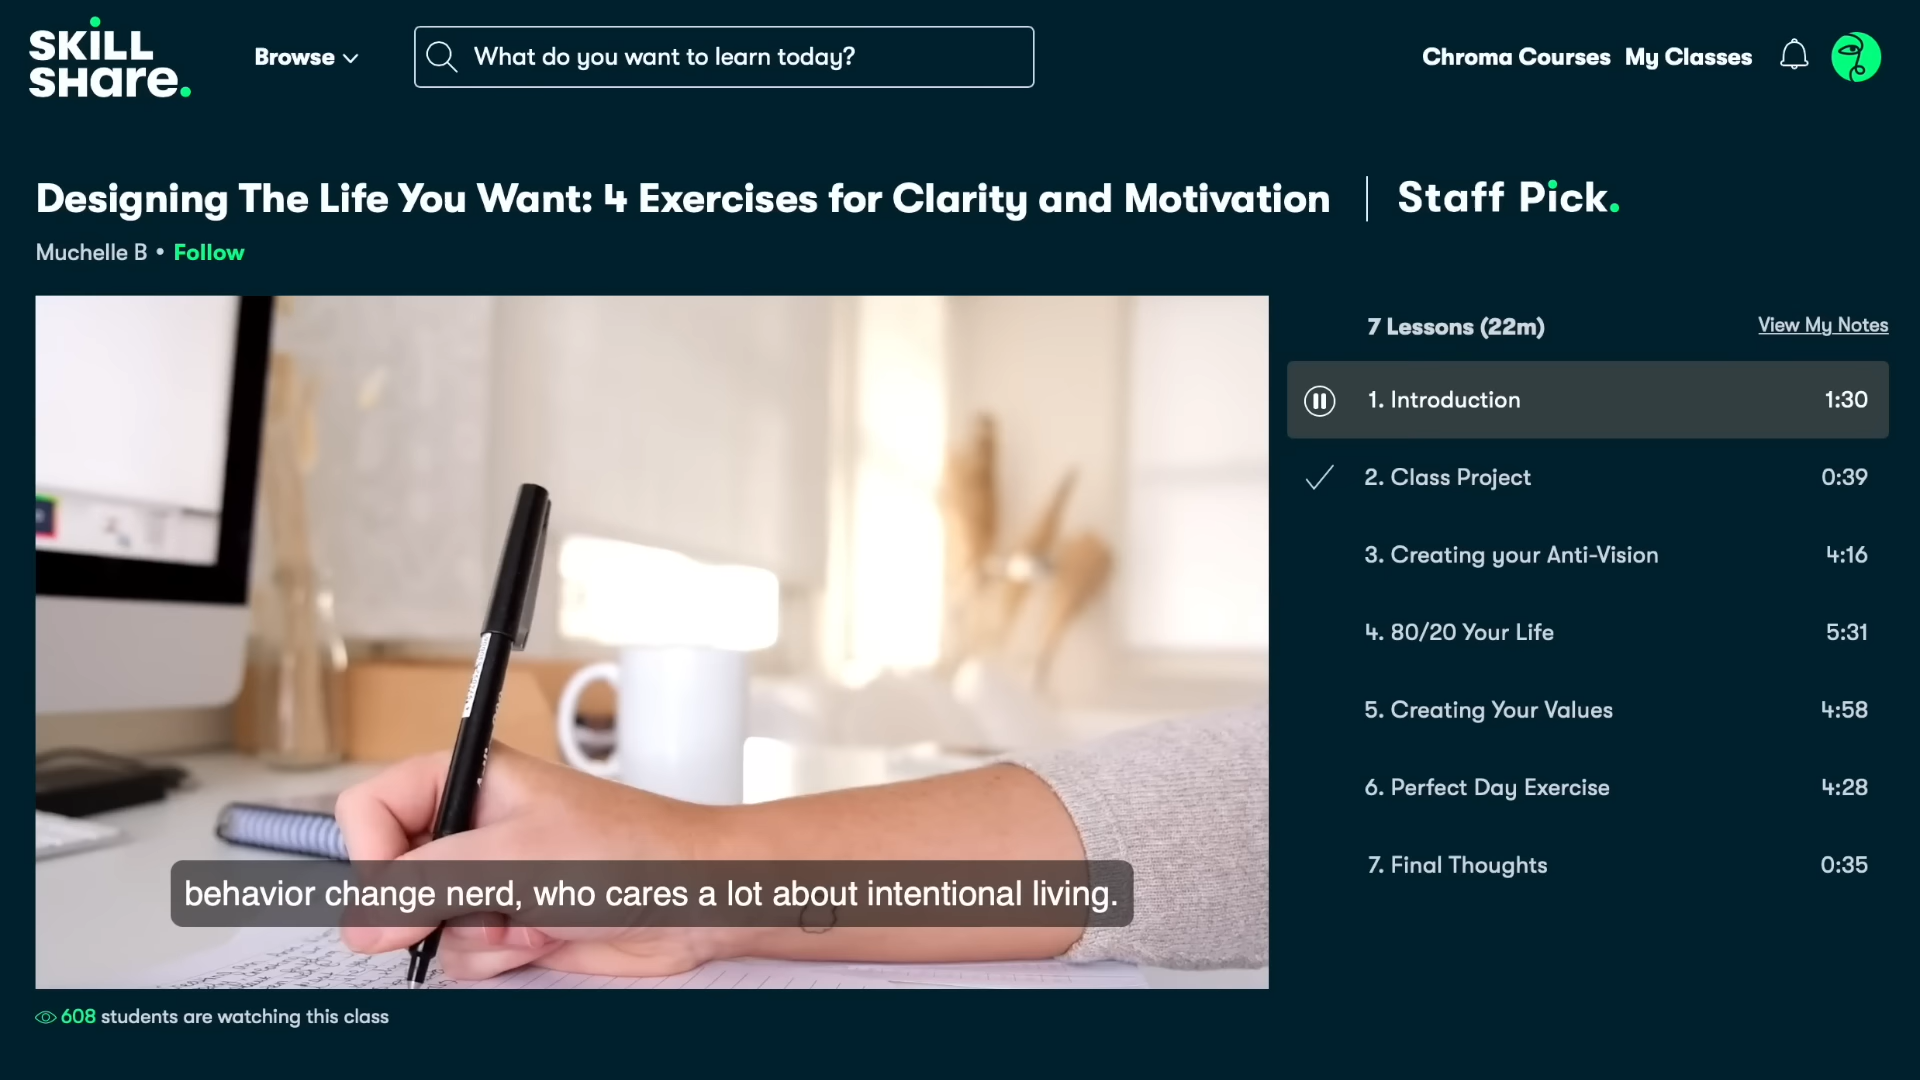 SKILL
SHare.
Browse
What do you want to learn today?
Chroma Courses
My Classes
Designing The Life You Want: 4 Exercises for Clarity and Motivation
Staff Pick.
Muchelle B • Follow
7 Lessons (22m)
View My Notes
1. Introduction 1:30
2. Class Project 0:39
3. Creating your Anti-Vision 4:16
4. 80/20 Your Life 5:31
5. Creating Your Values 4:58
6. Perfect Day Exercise 4:28
7. Final Thoughts 0:35
behavior change nerd, who cares a lot about intentional living.
608 students are watching this class